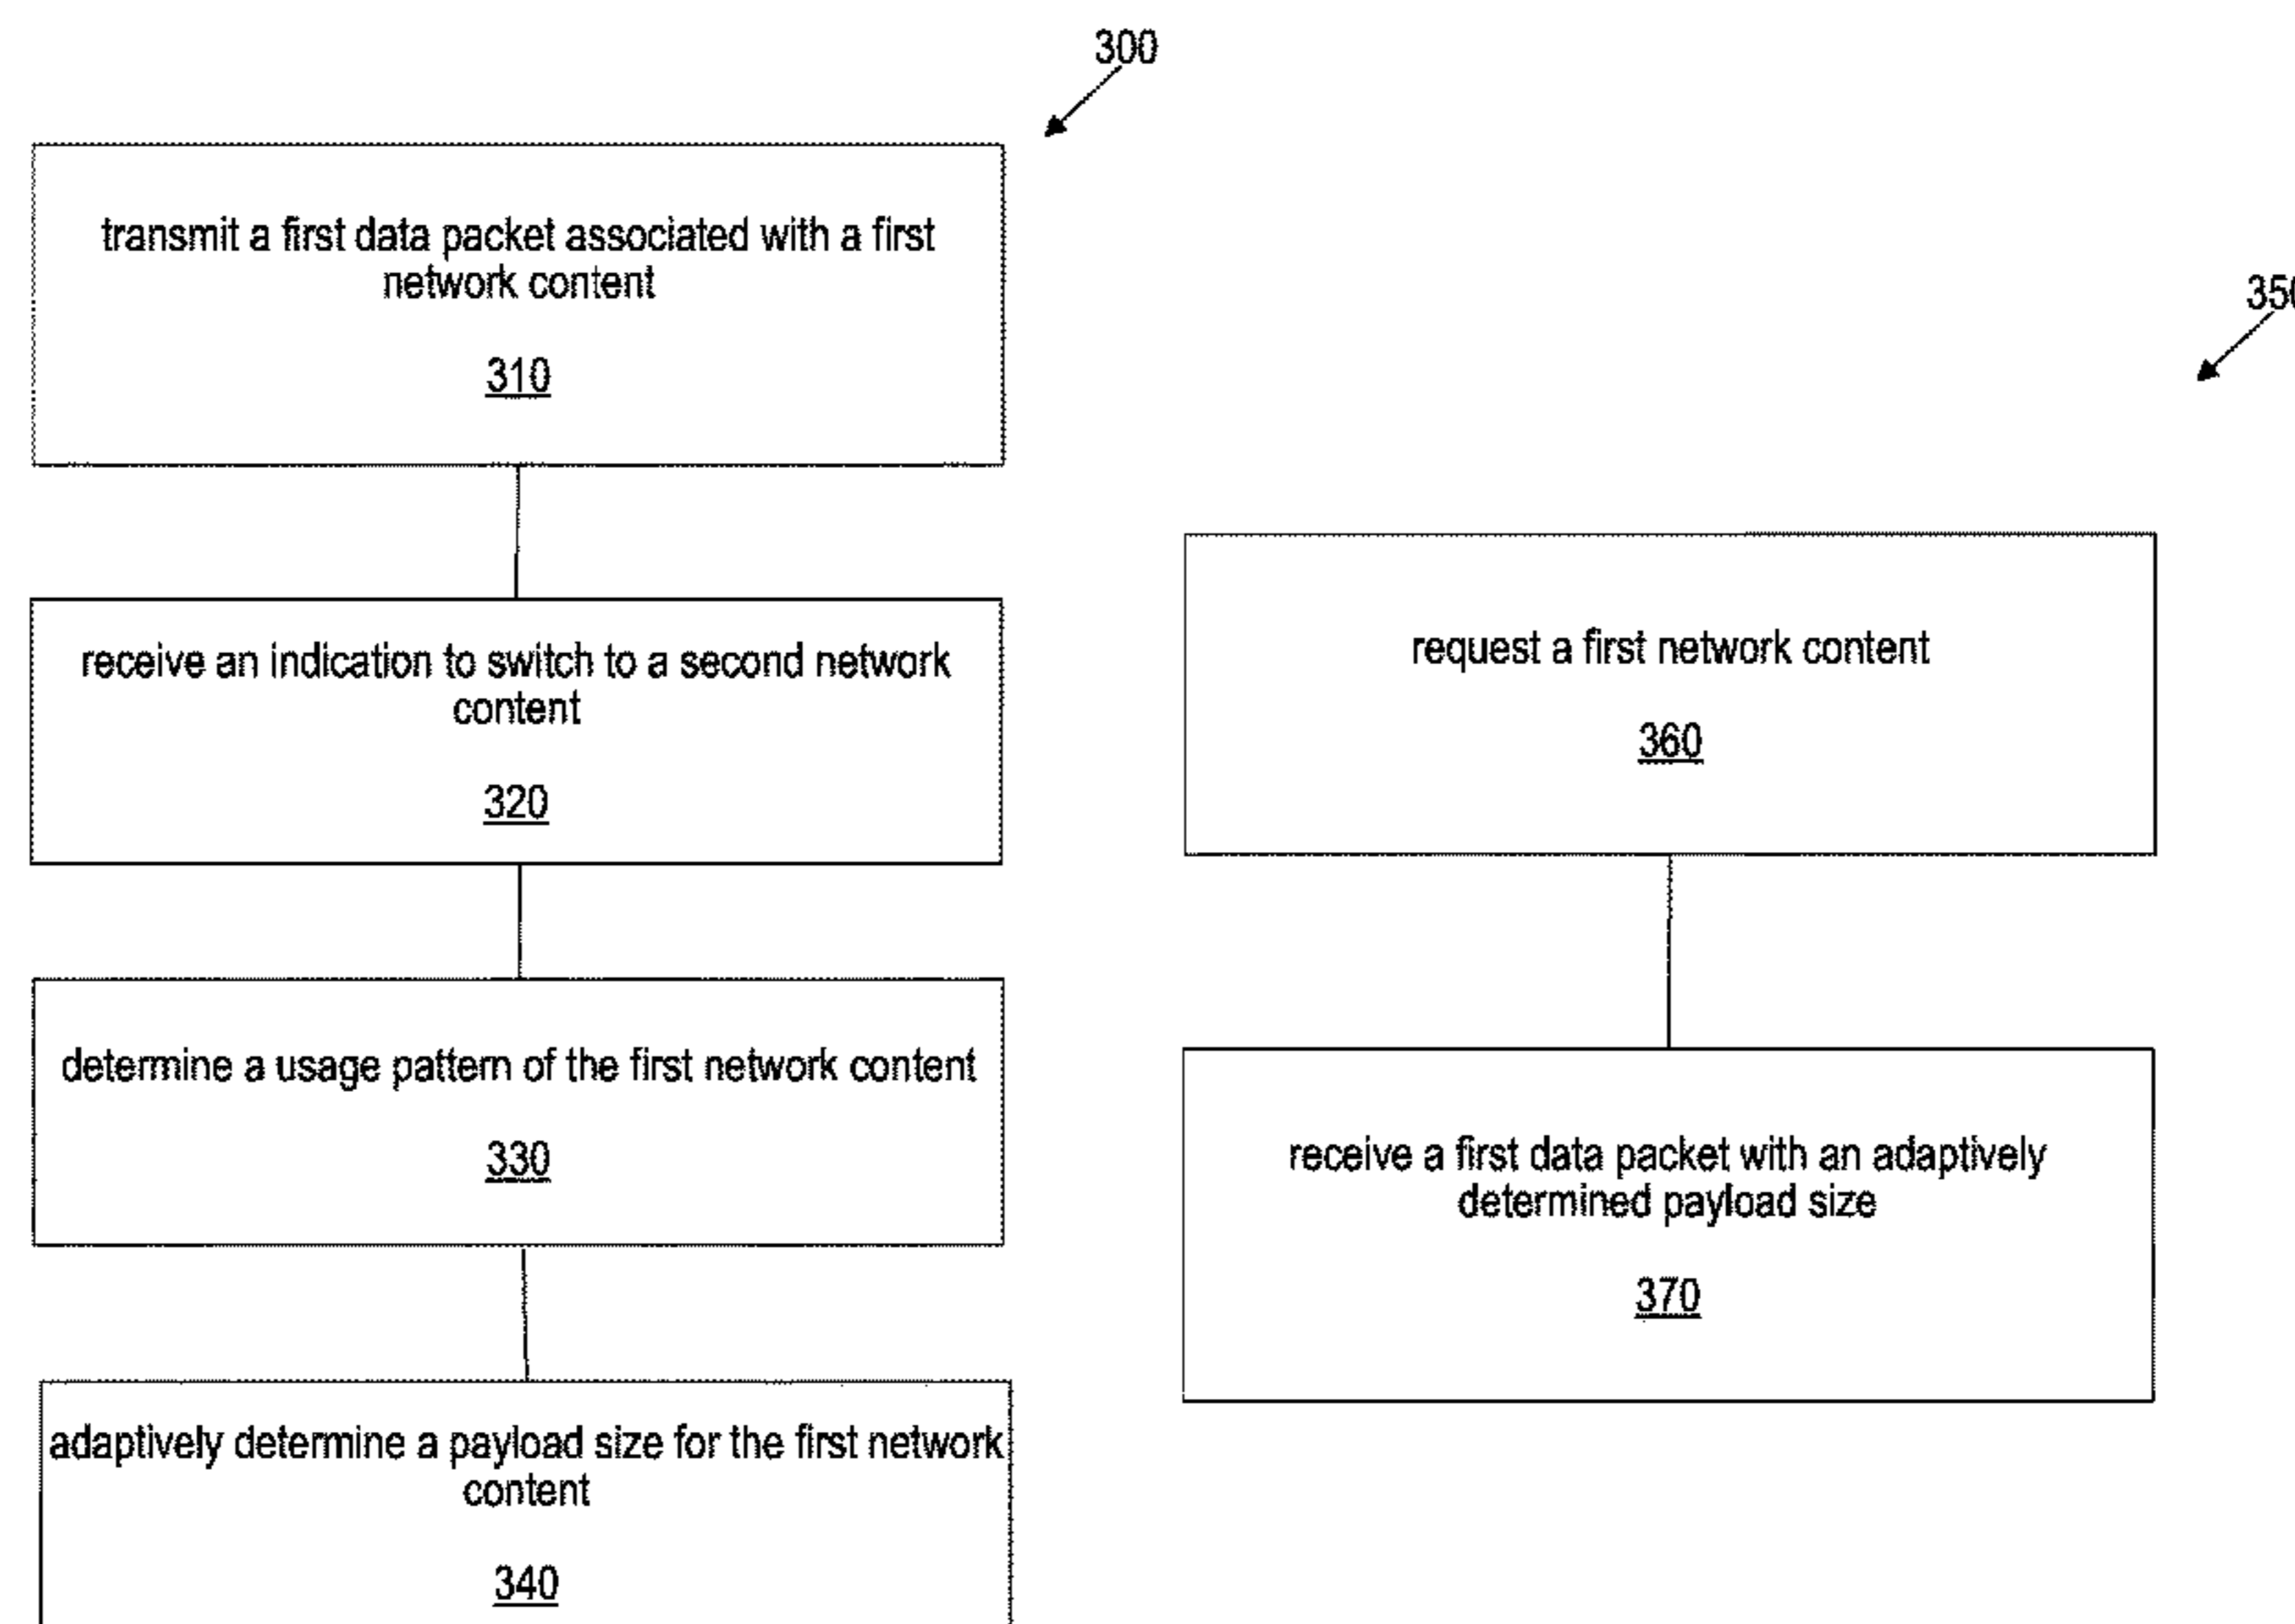 300
transmit a first data packet associated with a first
network content
310
receive an indication to switch to a second network
content
320
determine a usage pattern of the first network content
330
adaptively determine a payload size for the first network
content
340
350
request a first network content
360
receive a first data packet with an adaptively
determined payload size
370